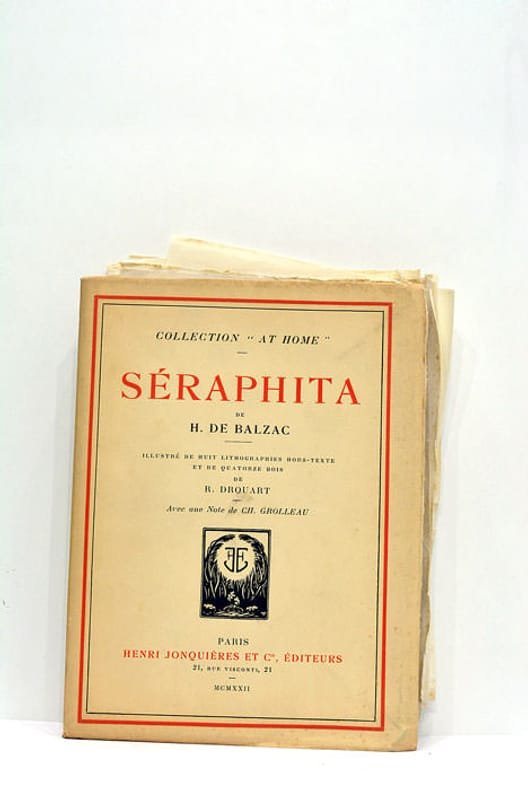 COLLECTION “ AT HOME ”
SÉRAPHITA
DE
H. DE BALZAC
ILLUSTRÉ DE HUIT LITHOGRAPHIES HORS-TEXTE
ET DE QUATORZE BOIS
DE
R. DROUART
Avec une Note de CH. GROLLEAU
PARIS
HENRI JONQUIÈRES ET Cie, ÉDITEURS
21, RUE VISCONTI, 21
MCMXXII